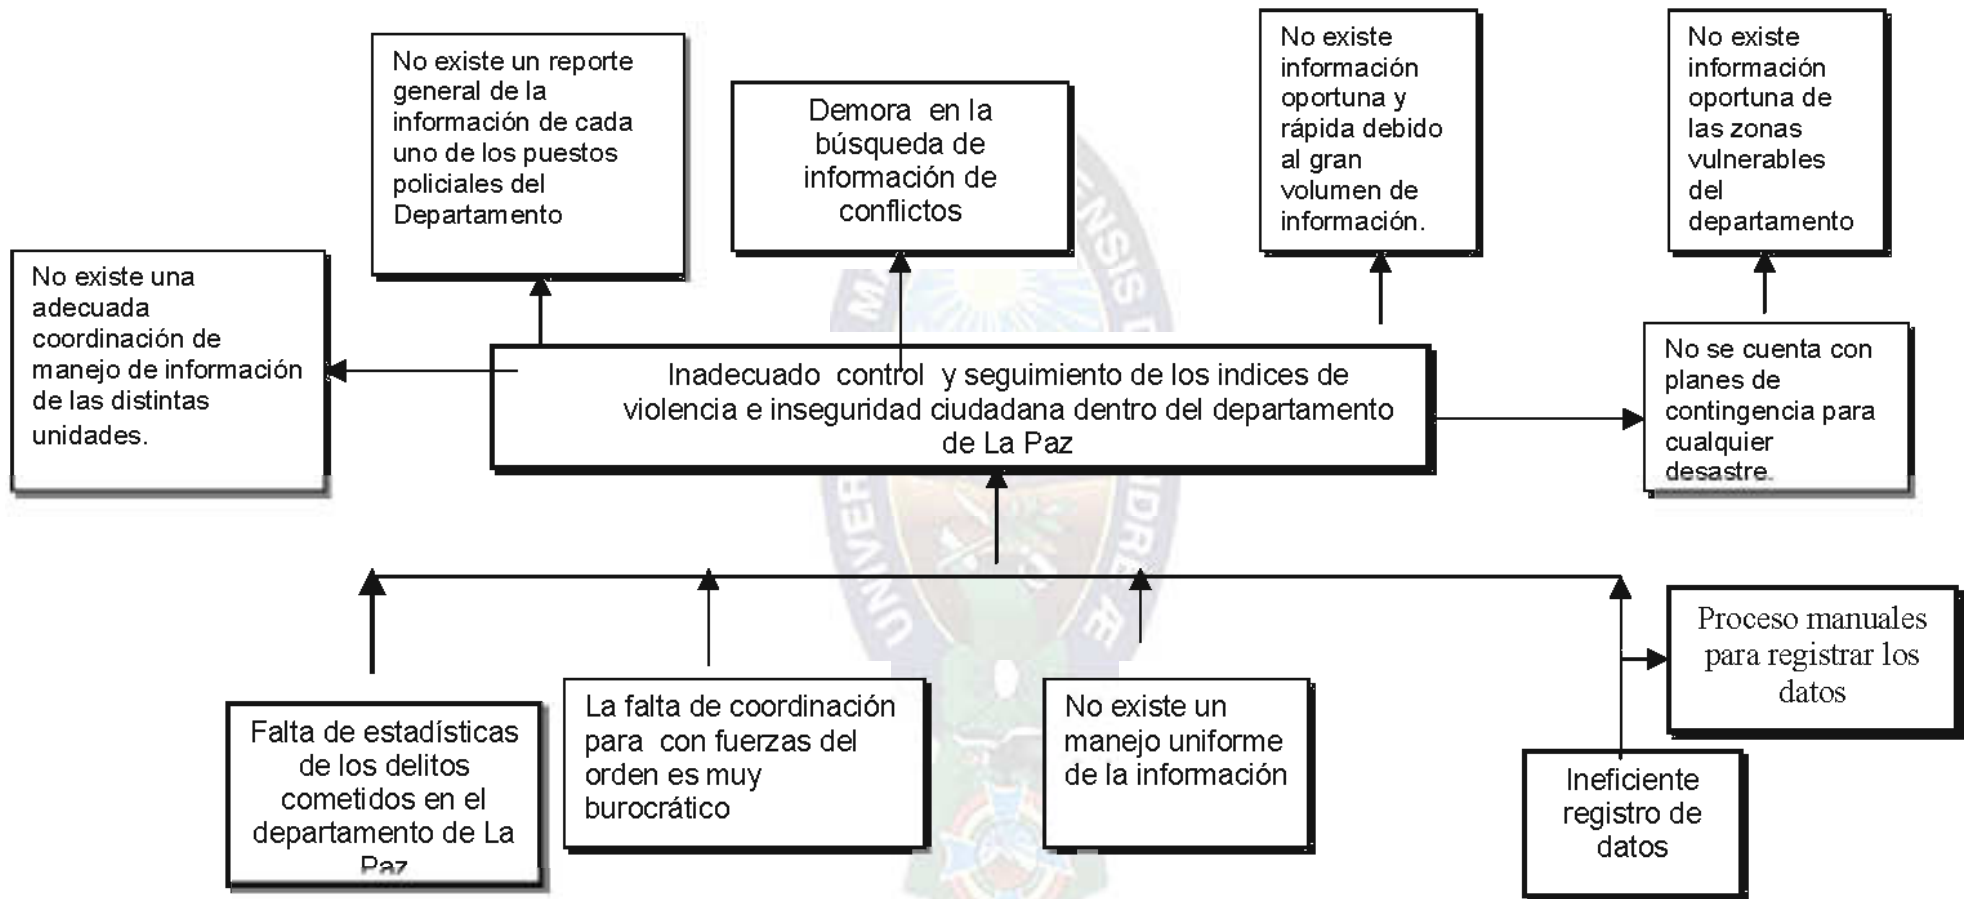 No existe un reporte
general de la
información de cada
uno de los puestos
policiales del
Departamento
Demora en la
búsqueda de
información de
conflictos
No existe
información
oportuna y
rápida debido
al gran
volumen de
información.
No existe
información
oportuna de
las zonas
vulnerables
del
departamento
No existe una
adecuada
coordinación de
manejo de información
de las distintas
unidades.
Inadecuado control y seguimiento de los indices de
violencia e inseguridad ciudadana dentro del departamento
de La Paz
No se cuenta con
planes de
contingencia para
cualquier
desastre.
Falta de estadísticas
de los delitos
cometidos en el
departamento de La
Paz
La falta de coordinación
para con fuerzas del
orden es muy
burocrático
No existe un
manejo uniforme
de la información
Ineficiente
registro de
datos
Proceso manuales
para registrar los
datos